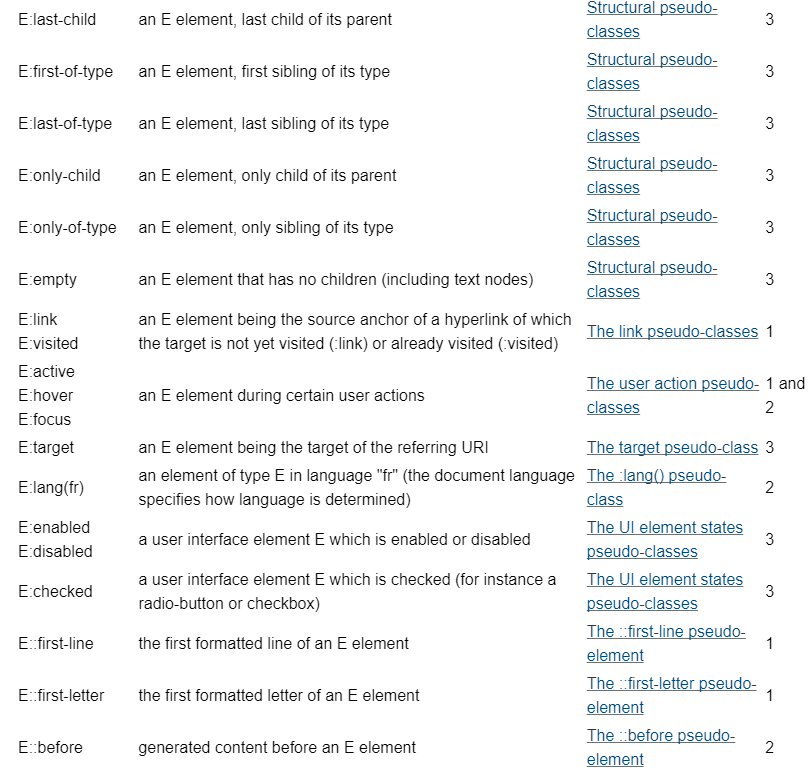 E:last-child an E element, last child of its parent Structural pseudo-
classes 3
E:first-of-type an E element, first sibling of its type Structural pseudo-
classes 3
E:last-of-type an E element, last sibling of its type Structural pseudo-
classes 3
E:only-child an E element, only child of its parent Structural pseudo-
classes 3
E:only-of-type an E element, only sibling of its type Structural pseudo-
classes 3
E:empty an E element that has no children (including text nodes) Structural pseudo-
classes 3
E:link
E:visited
an E element being the source anchor of a hyperlink of which
the target is not yet visited (:link) or already visited (:visited)
The link pseudo-classes 1
E:active
E:hover
E:focus
an E element during certain user actions
The user action pseudo-
classes
1 and
2
E:target an E element being the target of the referring URI The target pseudo-class 3
E:lang(fr)
an element of type E in language "fr" (the document language
specifies how language is determined)
The :lang() pseudo-
class
2
E:enabled
E:disabled
a user interface element E which is enabled or disabled
The UI element states
pseudo-classes
3
E:checked
a user interface element E which is checked (for instance a
radio-button or checkbox)
The UI element states
pseudo-classes
3
E::first-line the first formatted line of an E element The ::first-line pseudo-
element 1
E::first-letter the first formatted letter of an E element The ::first-letter pseudo-
element 1
E::before generated content before an E element The ::before pseudo-
element 2